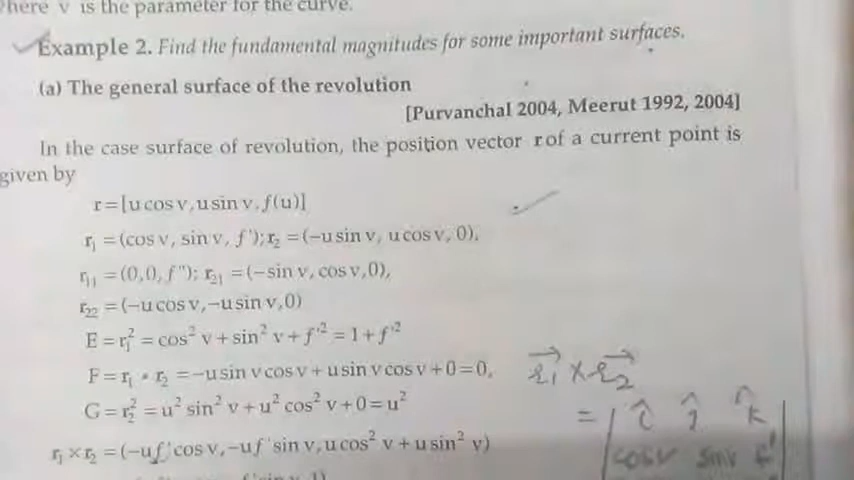 here v is the parameter for the curve.
Example 2. Find the fundamental magnitudes for some important surfaces.
(a) The general surface of the revolution
[Purvanchal 2004, Meerut 1992, 2004]
In the case surface of revolution, the position vector r of a current point is
given by
r=[u cos v, u sin v, f(u)]
r₁ =(cos v, sin v, f'); r₂ =(−u sin v, u cos v, 0),
r₁₁ =(0,0, f''); r₂₁ =(−sin v, cos v,0),
r₂₂ =(−u cos v,−u sin v,0)
E = r₁² = cos² v + sin² v + f'² = 1 + f'²
F = r₁ • r₂ =−u sin v cos v + u sin v cos v + 0 = 0,
G = r₂² = u² sin² v + u² cos² v + 0 = u²
r₁ × r₂ = (−uf' cos v, −uf' sin v, u cos² v + u sin² v)
r₁ × r₂
= | î ĵ k̂ |
cosv sinv f'